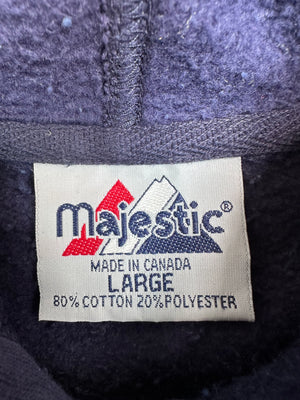 Majestic®
MADE IN CANADA
LARGE
80% COTTON 20% POLYESTER